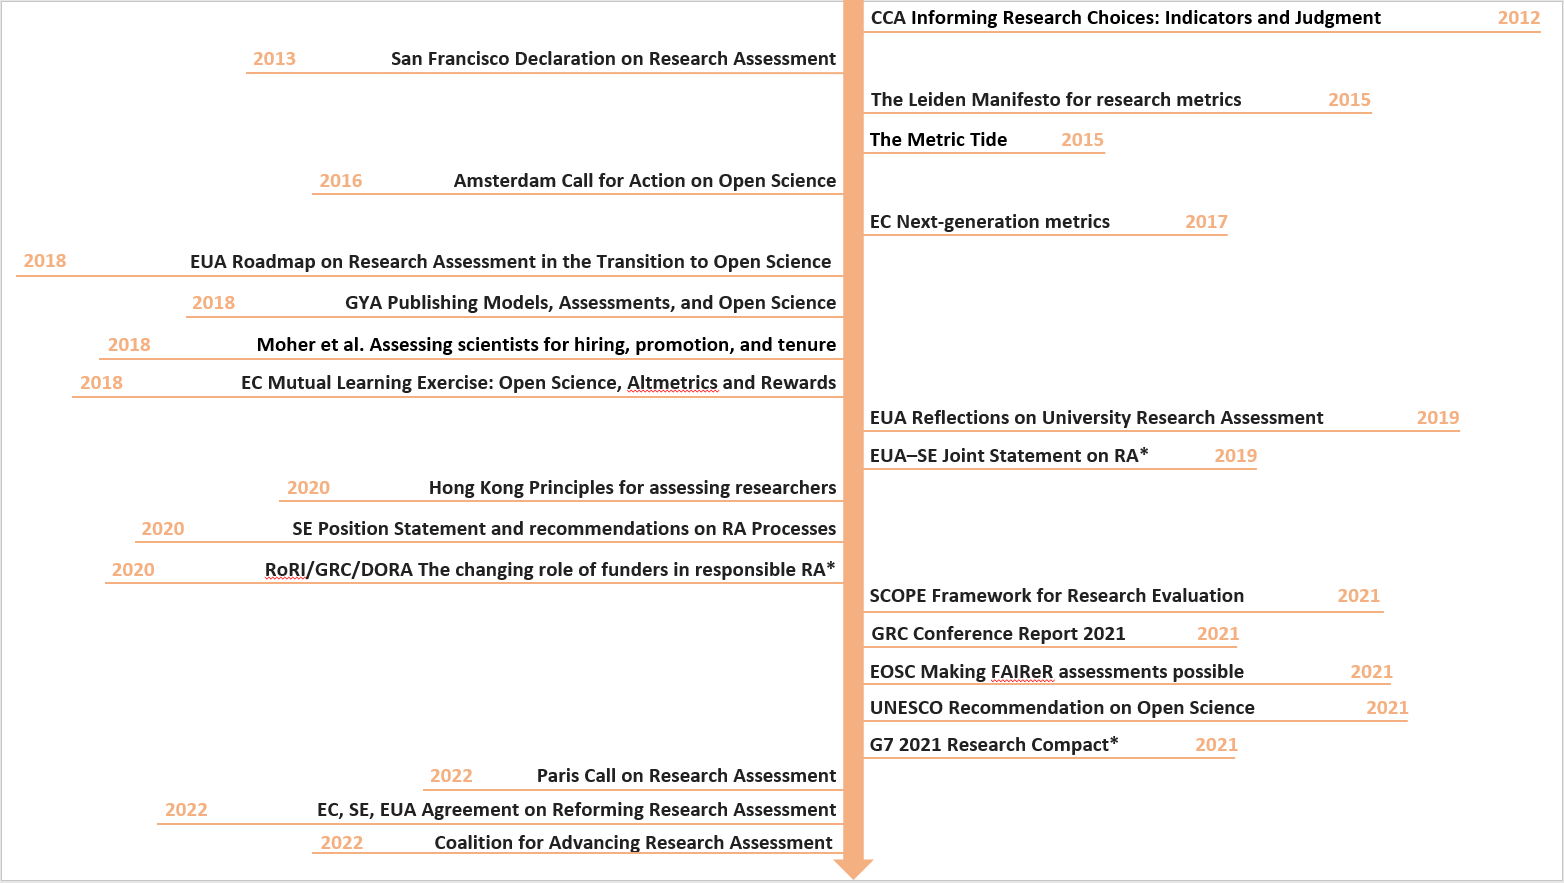 CCA Informing Research Choices: Indicators and Judgment 2012
2013 San Francisco Declaration on Research Assessment
The Leiden Manifesto for research metrics 2015
The Metric Tide 2015
2016 Amsterdam Call for Action on Open Science
EC Next-generation metrics 2017
2018 EUA Roadmap on Research Assessment in the Transition to Open Science
2018 GYA Publishing Models, Assessments, and Open Science
2018 Moher et al. Assessing scientists for hiring, promotion, and tenure
2018 EC Mutual Learning Exercise: Open Science, Altmetrics and Rewards
EUA Reflections on University Research Assessment 2019
EUA–SE Joint Statement on RA* 2019
2020 Hong Kong Principles for assessing researchers
2020 SE Position Statement and recommendations on RA Processes
2020 RoRI/GRC/DORA The changing role of funders in responsible RA*
SCOPE Framework for Research Evaluation 2021
GRC Conference Report 2021 2021
EOSC Making FAIReR assessments possible 2021
UNESCO Recommendation on Open Science 2021
G7 2021 Research Compact* 2021
2022 Paris Call on Research Assessment
2022 EC, SE, EUA Agreement on Reforming Research Assessment
2022 Coalition for Advancing Research Assessment